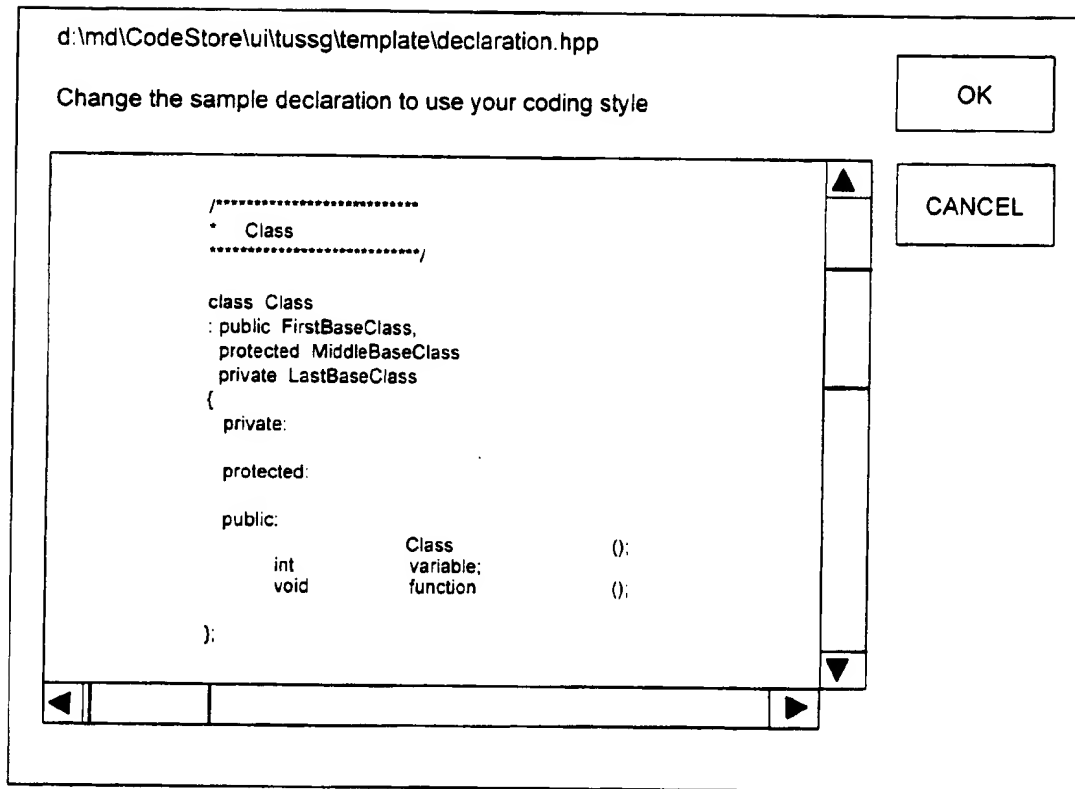 d:\md\CodeStore\ui\tussg\template\declaration.hpp
OK
Change the sample declaration to use your coding style
CANCEL
/***************************
* Class
***************************/
class Class
: public FirstBaseClass,
protected MiddleBaseClass
private LastBaseClass
{
private:
protected:
public:
Class ();
int variable;
void function ();
};